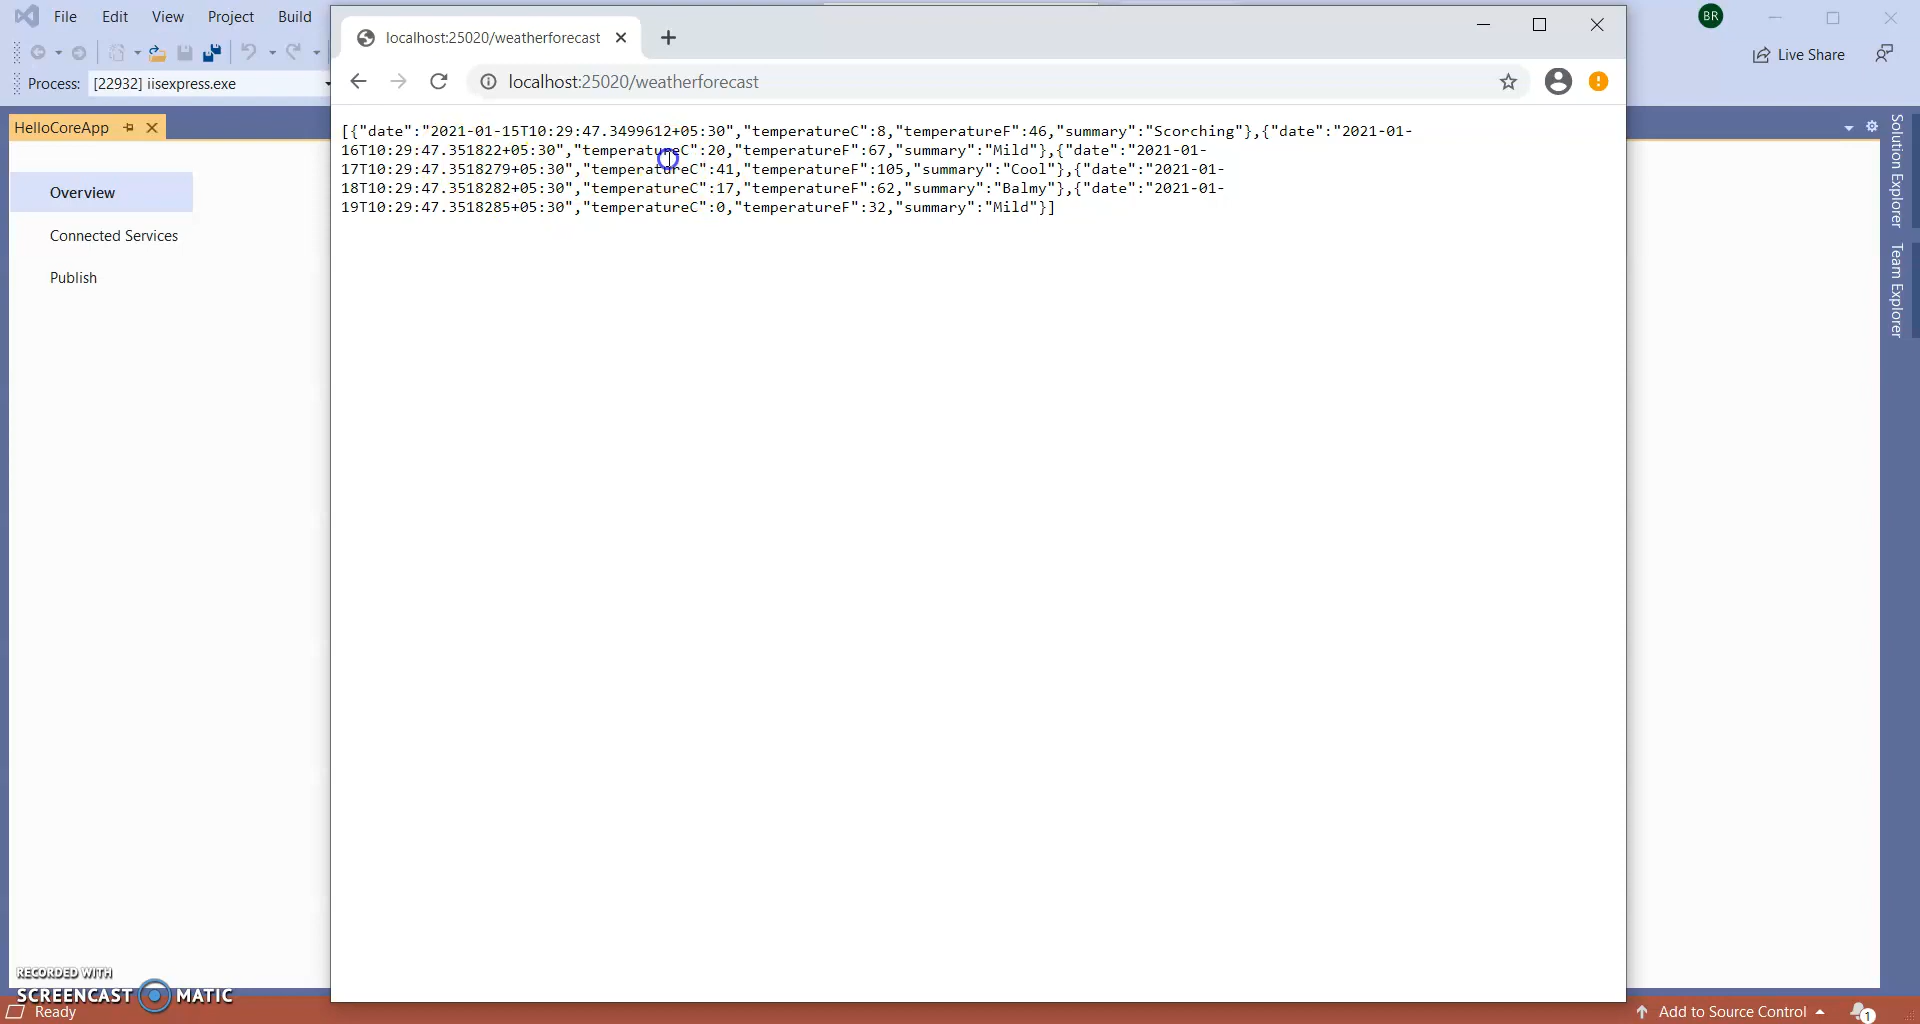 File Edit View Project Build
BR
Live Share
Process: [22932] iisexpress.exe
localhost:25020/weatherforecast
localhost:25020/weatherforecast
HelloCoreApp
Overview
Connected Services
Publish
[{"date":"2021-01-15T10:29:47.3499612+05:30","temperatureC":8,"temperatureF":46,"summary":"Scorching"},{"date":"2021-01-
16T10:29:47.351822+05:30","temperatureC":20,"temperatureF":67,"summary":"Mild"},{"date":"2021-01-
17T10:29:47.3518279+05:30","temperatureC":41,"temperatureF":105,"summary":"Cool"},{"date":"2021-01-
18T10:29:47.3518282+05:30","temperatureC":17,"temperatureF":62,"summary":"Balmy"},{"date":"2021-01-
19T10:29:47.3518285+05:30","temperatureC":0,"temperatureF":32,"summary":"Mild"}]
Solution Explorer
Team Explorer
RECORDED WITH
SCREENCAST MATIC
Ready
Add to Source Control
1